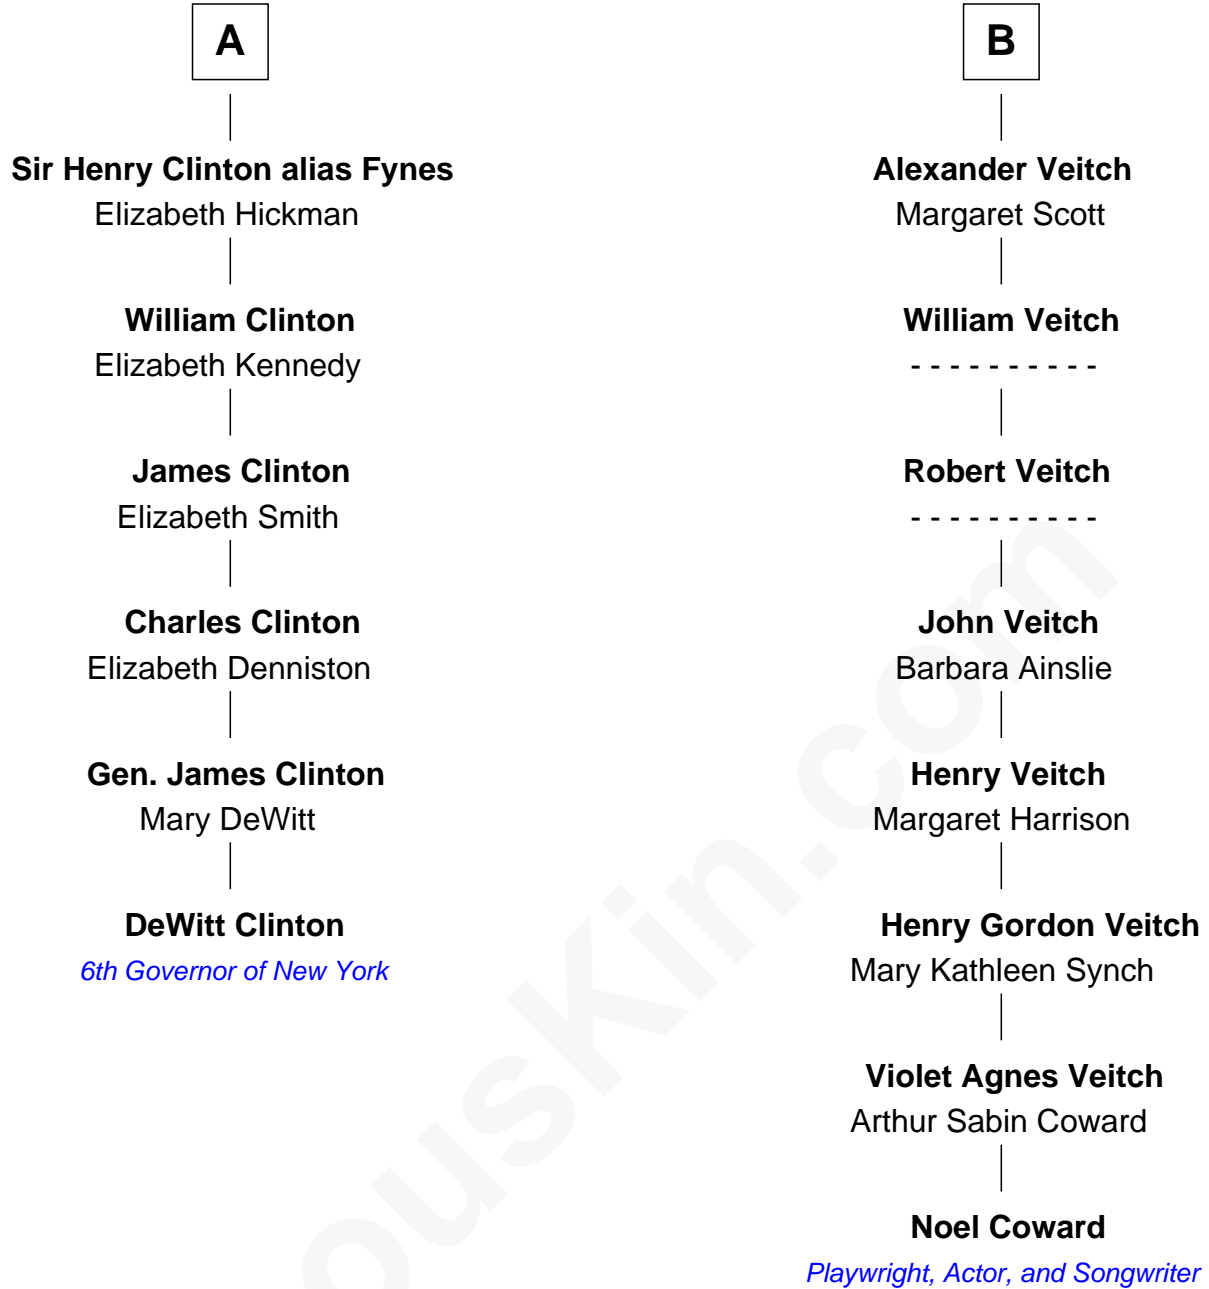 A
Sir Henry Clinton alias Fynes
Elizabeth Hickman
William Clinton
Elizabeth Kennedy
James Clinton
Elizabeth Smith
Charles Clinton
Elizabeth Denniston
Gen. James Clinton
Mary DeWitt
DeWitt Clinton
6th Governor of New York
B
Alexander Veitch
Margaret Scott
William Veitch
- - - - - - - - - -
Robert Veitch
- - - - - - - - - -
John Veitch
Barbara Ainslie
Henry Veitch
Margaret Harrison
Henry Gordon Veitch
Mary Kathleen Synch
Violet Agnes Veitch
Arthur Sabin Coward
Noel Coward
Playwright, Actor, and Songwriter
ousKin.com